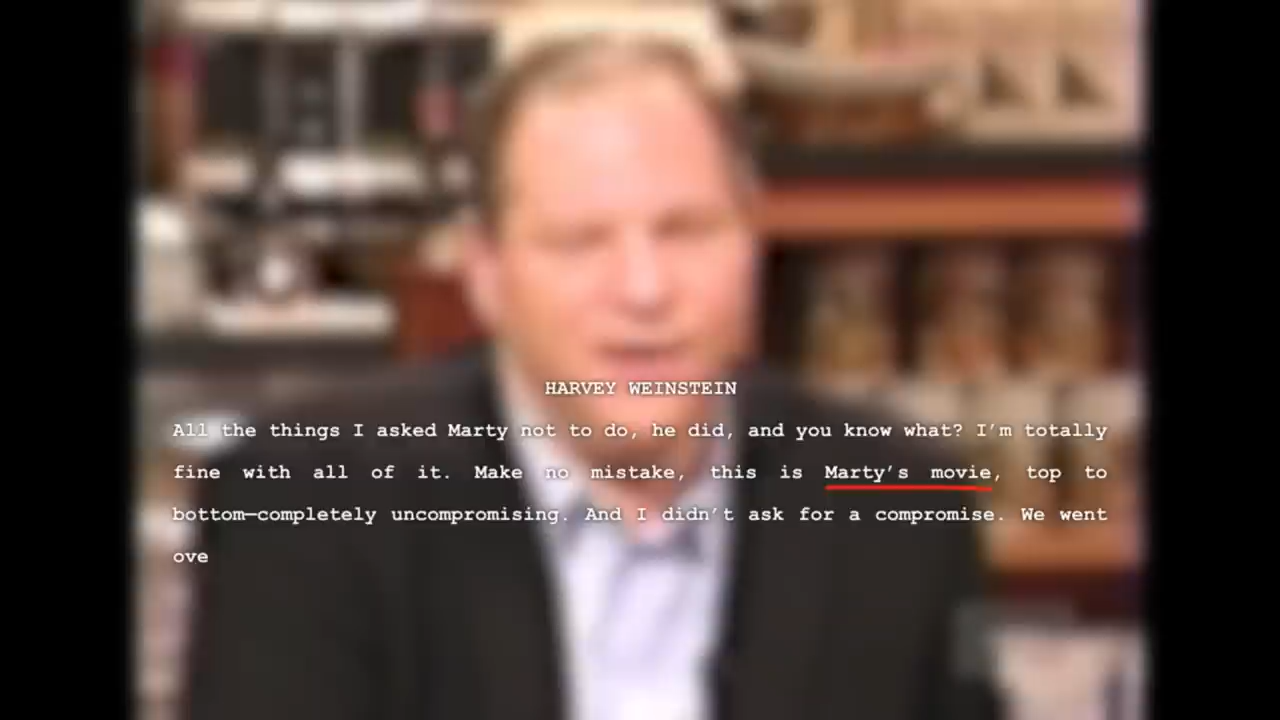 HARVEY WEINSTEIN
All the things I asked Marty not to do, he did, and you know what? I’m totally
fine with all of it. Make no mistake, this is Marty’s movie, top to
bottom—completely uncompromising. And I didn’t ask for a compromise. We went
ove